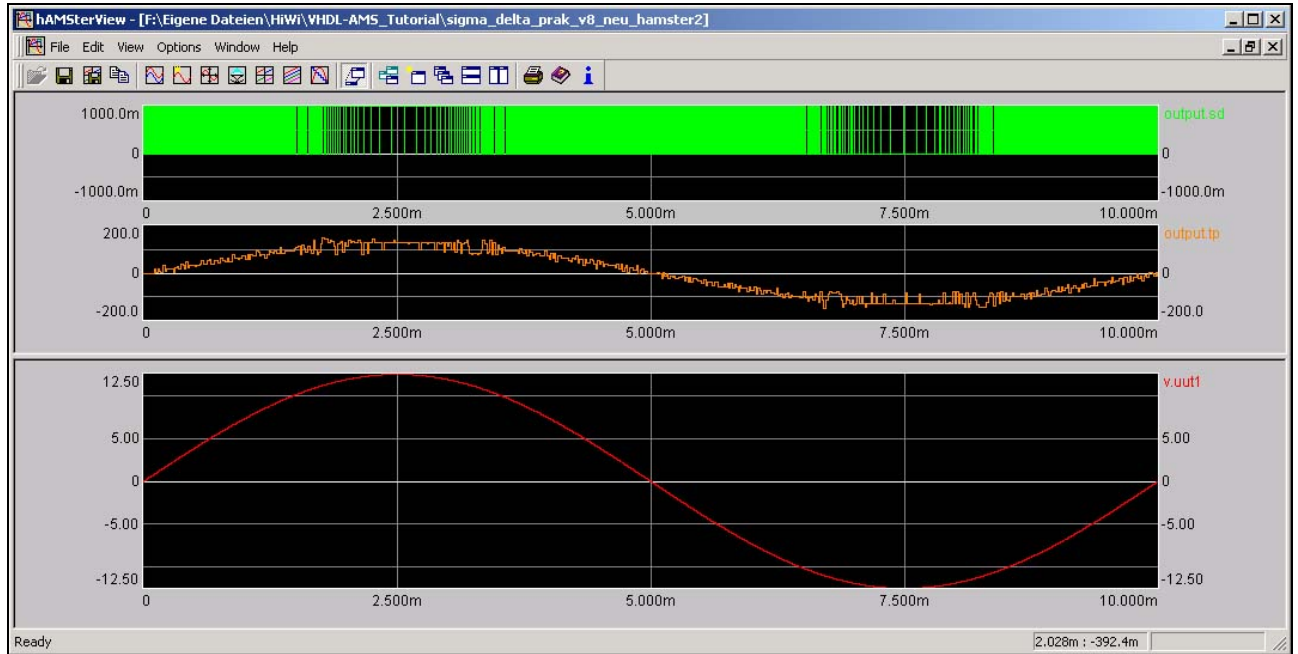 hAMSterView - [F:\Eigene Dateien\HiWi\VHDL-AMS_Tutorial\sigma_delta_prak_v8_neu_hamster2]
File Edit View Options Window Help
1000.0m
output.sd
0
0
-1000.0m
-1000.0m
0 2.500m 5.000m 7.500m 10.000m
200.0
output.tp
0
0
-200.0
-200.0
0 2.500m 5.000m 7.500m 10.000m
12.50
v.uut1
5.00
5.00
0
0
-5.00
-5.00
-12.50
-12.50
0 2.500m 5.000m 7.500m 10.000m
Ready
2.028m : -392.4m